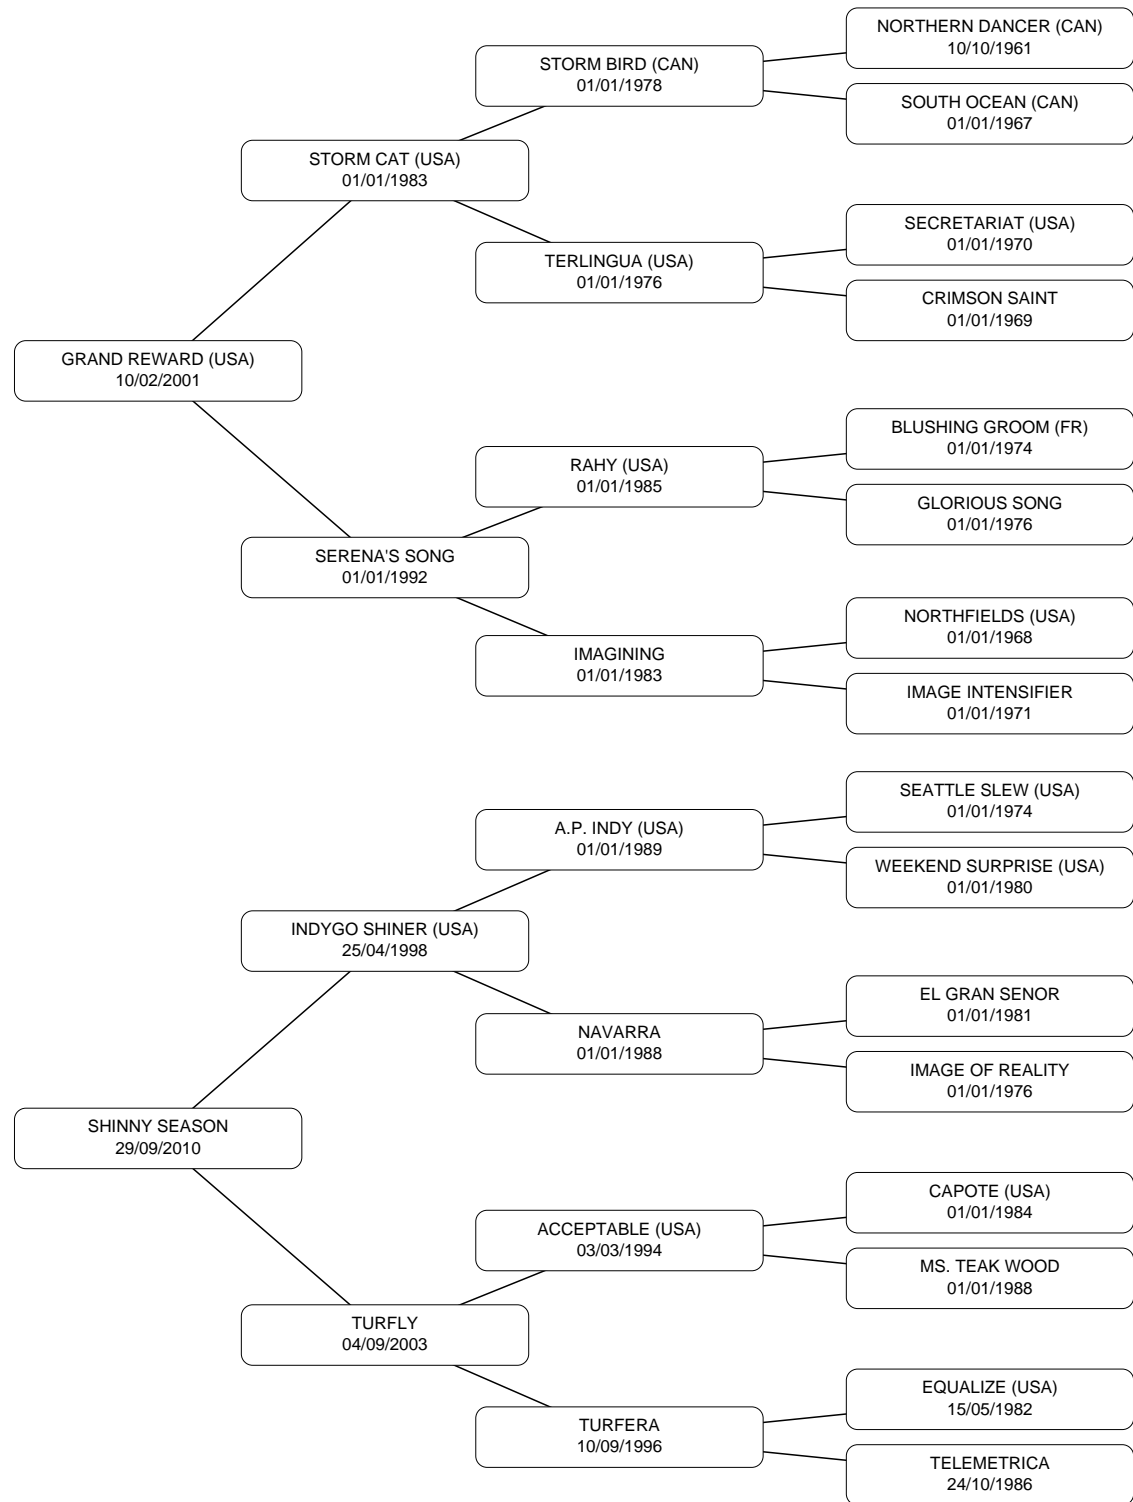 NORTHERN DANCER (CAN)
10/10/1961
STORM BIRD (CAN)
01/01/1978
SOUTH OCEAN (CAN)
01/01/1967
STORM CAT (USA)
01/01/1983
SECRETARIAT (USA)
01/01/1970
TERLINGUA (USA)
01/01/1976
CRIMSON SAINT
01/01/1969
GRAND REWARD (USA)
10/02/2001
BLUSHING GROOM (FR)
01/01/1974
RAHY (USA)
01/01/1985
GLORIOUS SONG
01/01/1976
SERENA'S SONG
01/01/1992
NORTHFIELDS (USA)
01/01/1968
IMAGINING
01/01/1983
IMAGE INTENSIFIER
01/01/1971
SEATTLE SLEW (USA)
01/01/1974
A.P. INDY (USA)
01/01/1989
WEEKEND SURPRISE (USA)
01/01/1980
INDYGO SHINER (USA)
25/04/1998
EL GRAN SENOR
01/01/1981
NAVARRA
01/01/1988
IMAGE OF REALITY
01/01/1976
SHINNY SEASON
29/09/2010
CAPOTE (USA)
01/01/1984
ACCEPTABLE (USA)
03/03/1994
MS. TEAK WOOD
01/01/1988
TURFLY
04/09/2003
EQUALIZE (USA)
15/05/1982
TURFERA
10/09/1996
TELEMETRICA
24/10/1986